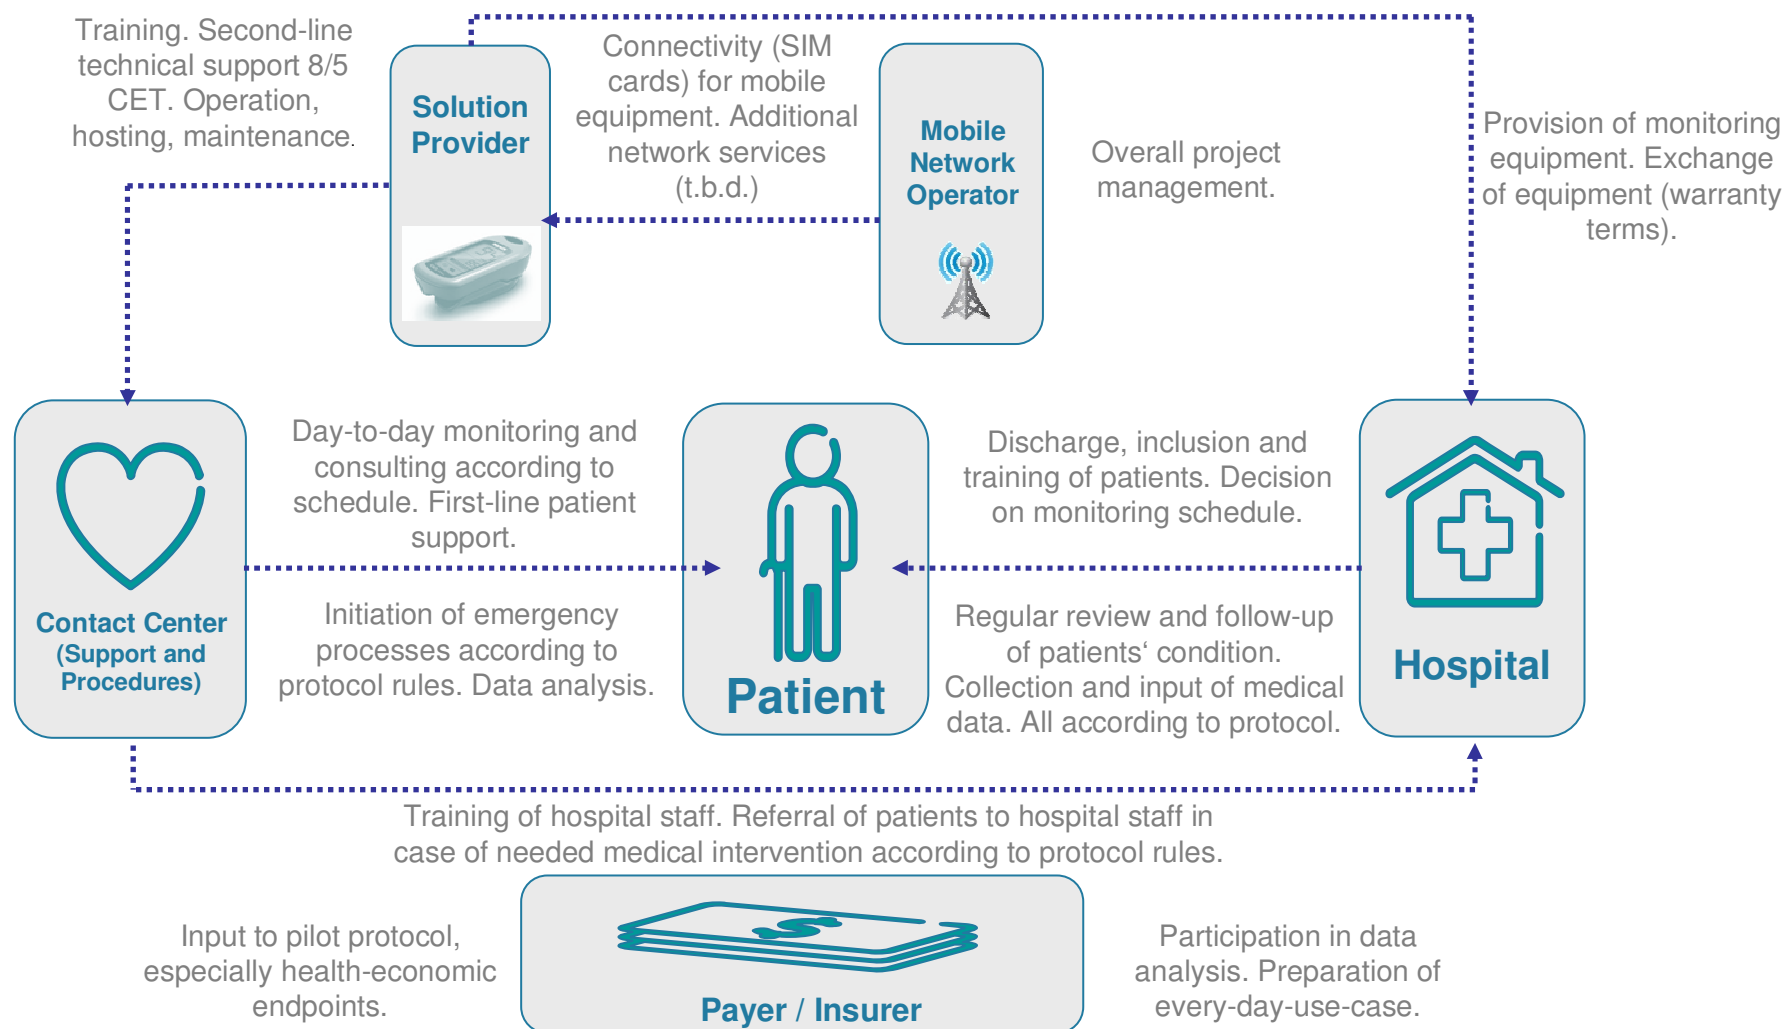 Training. Second-line
technical support 8/5
CET. Operation,
hosting, maintenance.
Solution
Provider
Connectivity (SIM
cards) for mobile
equipment. Additional
network services
(t.b.d.)
Mobile
Network
Operator
Overall project
management.
Provision of monitoring
equipment. Exchange
of equipment (warranty
terms).
Contact Center
(Support and
Procedures)
Day-to-day monitoring and
consulting according to
schedule. First-line patient
support.
Initiation of emergency
processes according to
protocol rules. Data analysis.
Patient
Discharge, inclusion and
training of patients. Decision
on monitoring schedule.
Regular review and follow-up
of patients‘ condition.
Collection and input of medical
data. All according to protocol.
Hospital
Training of hospital staff. Referral of patients to hospital staff in
case of needed medical intervention according to protocol rules.
Input to pilot protocol,
especially health-economic
endpoints.
Payer / Insurer
Participation in data
analysis. Preparation of
every-day-use-case.